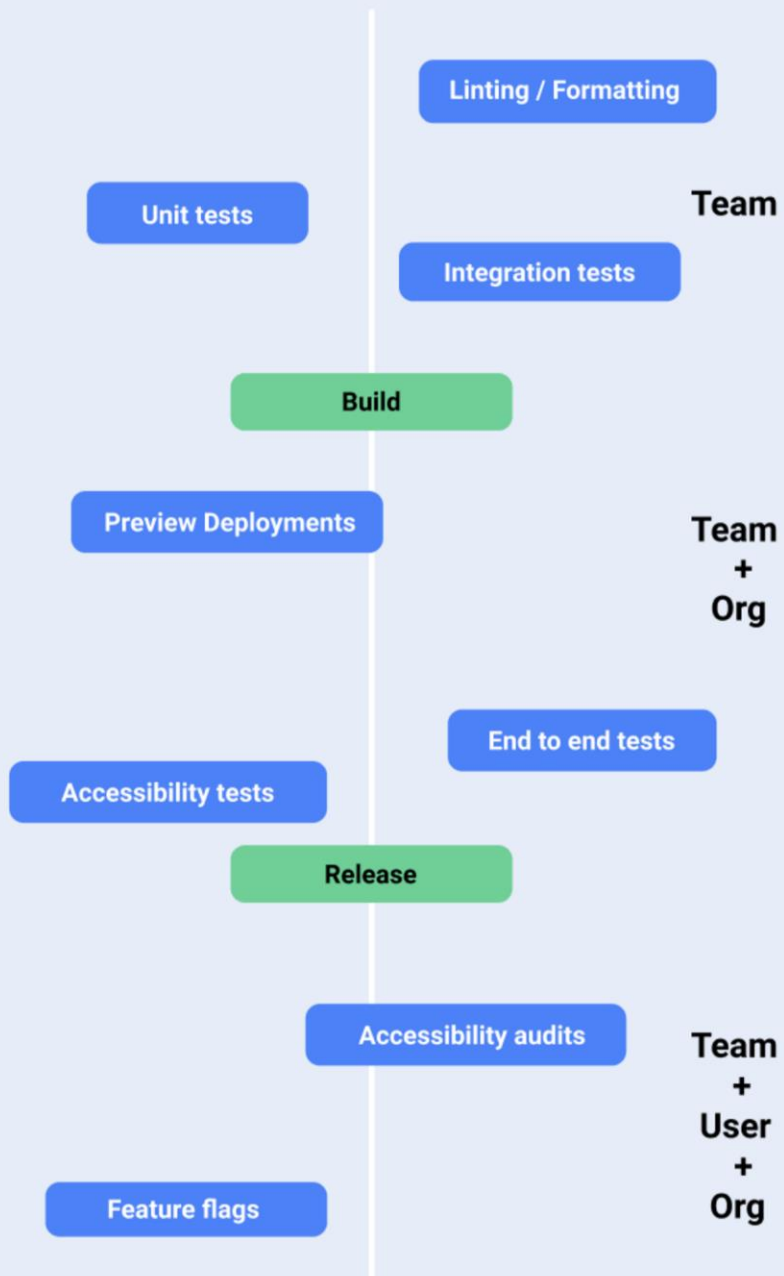 Linting / Formatting
Team
Unit tests
Integration tests
Build
Preview Deployments
Team
+
Org
End to end tests
Accessibility tests
Release
Accessibility audits
Team
+
User
+
Org
Feature flags